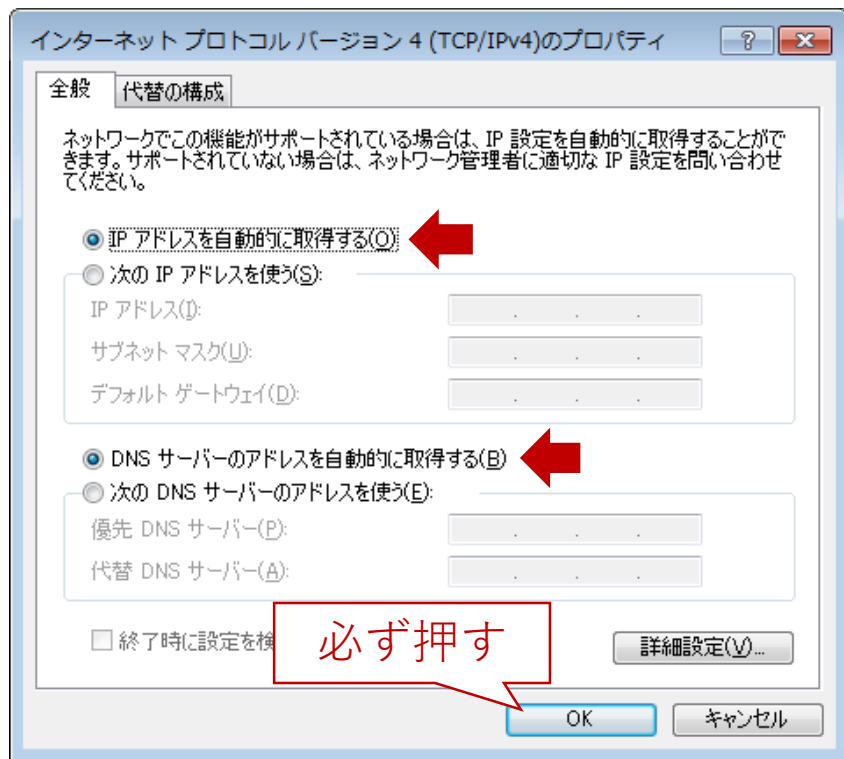 インターネット プロトコル バージョン 4 (TCP/IPv4)のプロパティ
全般
代替の構成
ネットワークでこの機能がサポートされている場合は、IP 設定を自動的に取得することがで
きます。サポートされていない場合は、ネットワーク管理者に適切な IP 設定を問い合わせ
てください。
IP アドレスを自動的に取得する(O)
次の IP アドレスを使う(S):
IP アドレス(I):
サブネット マスク(U):
デフォルト ゲートウェイ(D):
DNS サーバーのアドレスを自動的に取得する(B)
次の DNS サーバーのアドレスを使う(E):
優先 DNS サーバー(P):
代替 DNS サーバー(A):
終了時に設定を検
必ず押す
詳細設定(V)...
OK
キャンセル